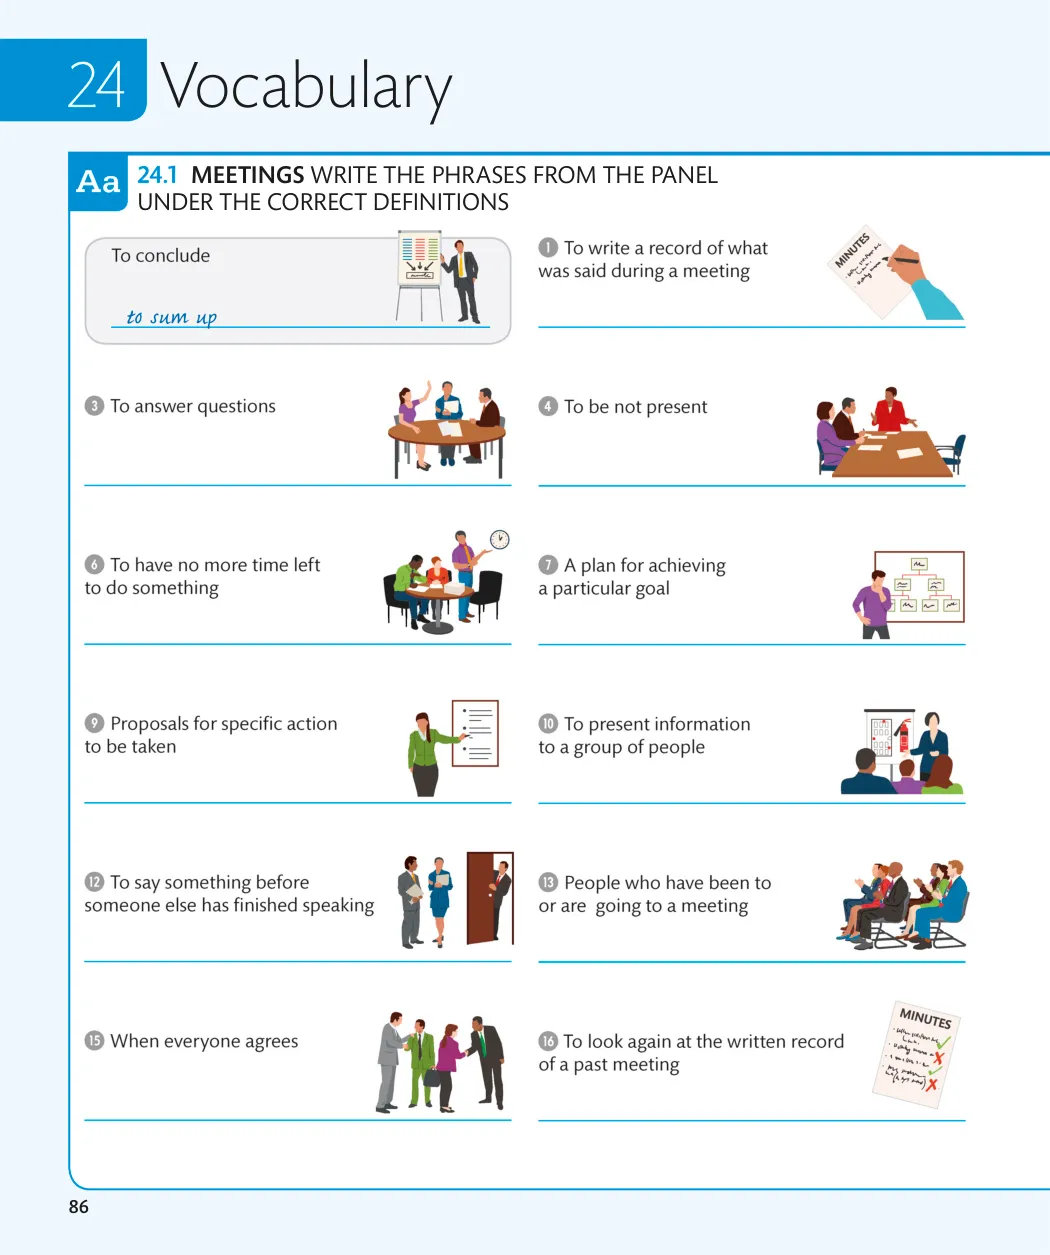 24 Vocabulary
Aa 24.1 MEETINGS WRITE THE PHRASES FROM THE PANEL
UNDER THE CORRECT DEFINITIONS
To conclude
to sum up
1 To write a record of what
was said during a meeting
MINUTES
3 To answer questions
4 To be not present
6 To have no more time left
to do something
7 A plan for achieving
a particular goal
9 Proposals for specific action
to be taken
10 To present information
to a group of people
12 To say something before
someone else has finished speaking
13 People who have been to
or are going to a meeting
15 When everyone agrees
16 To look again at the written record
of a past meeting
MINUTES
86